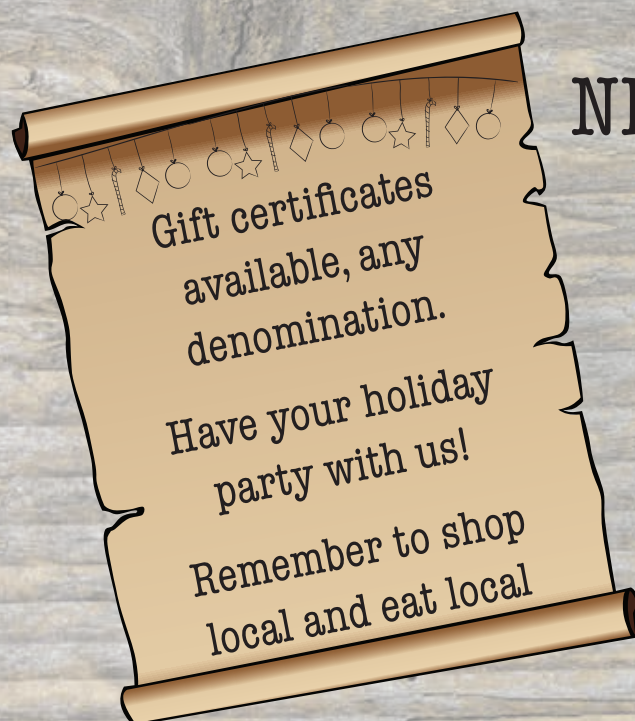 Gift certificates
available, any
denomination.
Have your holiday
party with us!
Remember to shop
local and eat local